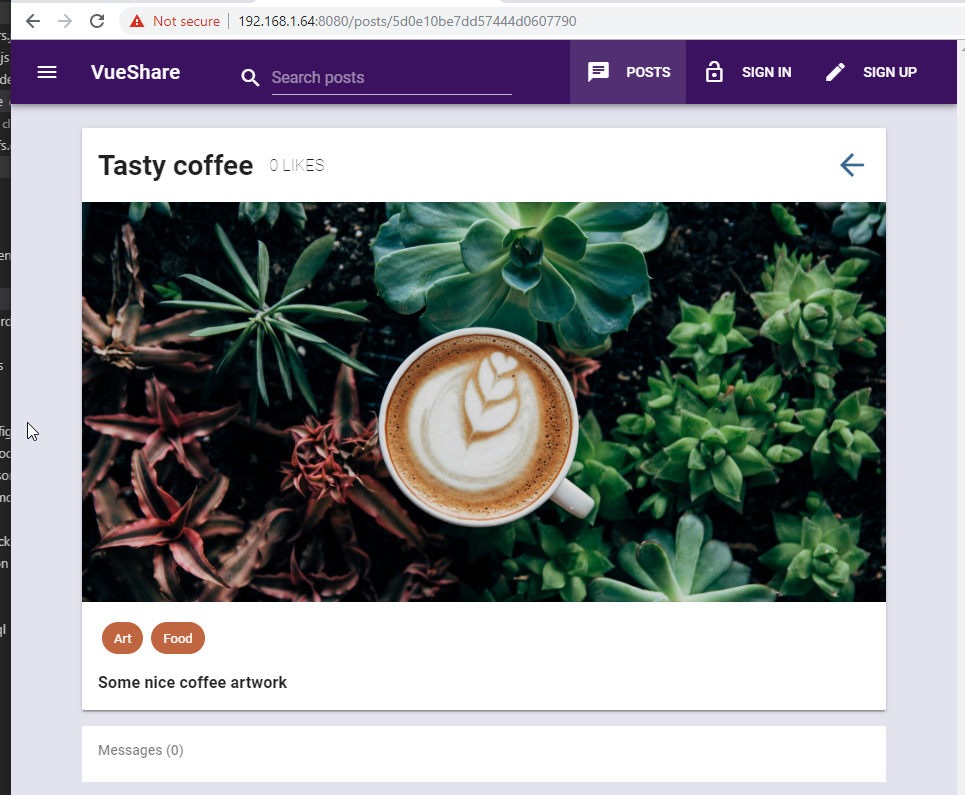 Not secure | 192.168.1.64:8080/posts/5d0e10be7dd57444d0607790
VueShare Search posts POSTS SIGN IN SIGN UP
Tasty coffee 0 LIKES
Art Food
Some nice coffee artwork
Messages (0)